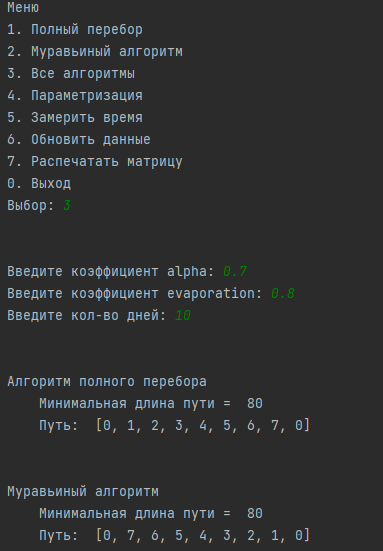 Меню
1. Полный перебор
2. Муравьиный алгоритм
3. Все алгоритмы
4. Параметризация
5. Замерить время
6. Обновить данные
7. Распечатать матрицу
0. Выход
Выбор: 3
Введите коэффициент alpha: 0.7
Введите коэффициент evaporation: 0.8
Введите кол-во дней: 10
Алгоритм полного перебора
Минимальная длина пути =  80
Путь:  [0, 1, 2, 3, 4, 5, 6, 7, 0]
Муравьиный алгоритм
Минимальная длина пути =  80
Путь:  [0, 7, 6, 5, 4, 3, 2, 1, 0]